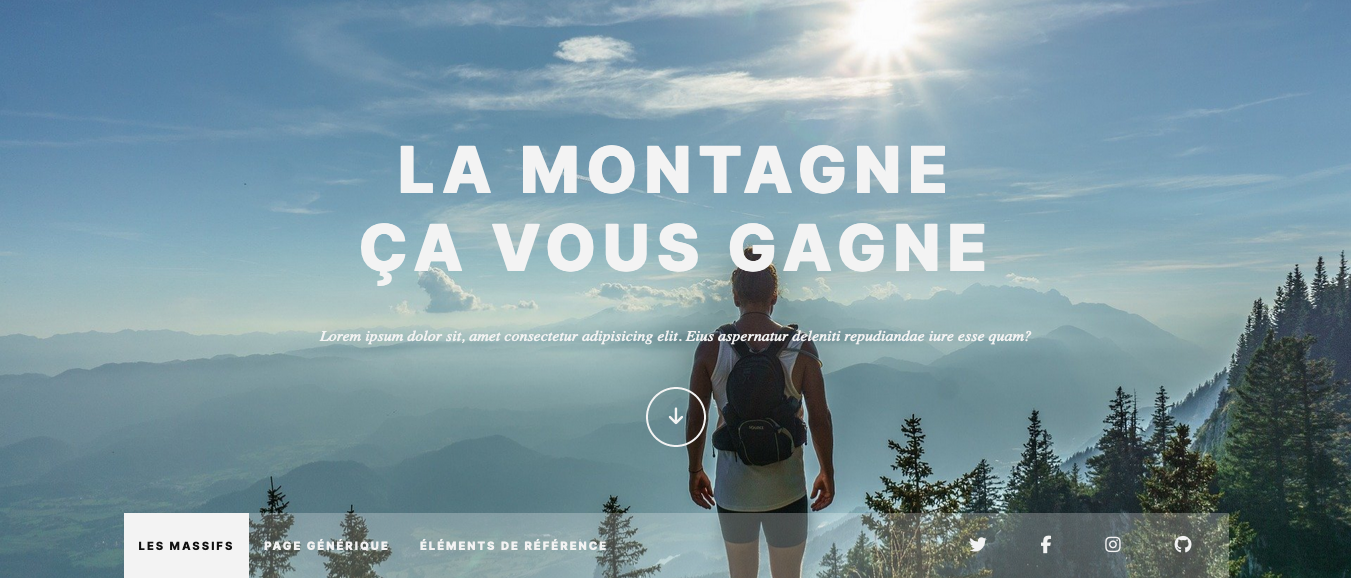 LA MONTAGNE
ÇA VOUS GAGNE
Lorem ipsum dolor sit, amet consectetur adipisicing elit. Eius aspernatur deleniti repudiandae iure esse quam?
LES MASSIFS PAGE GÉNÉRIQUE ÉLÉMENTS DE RÉFÉRENCE